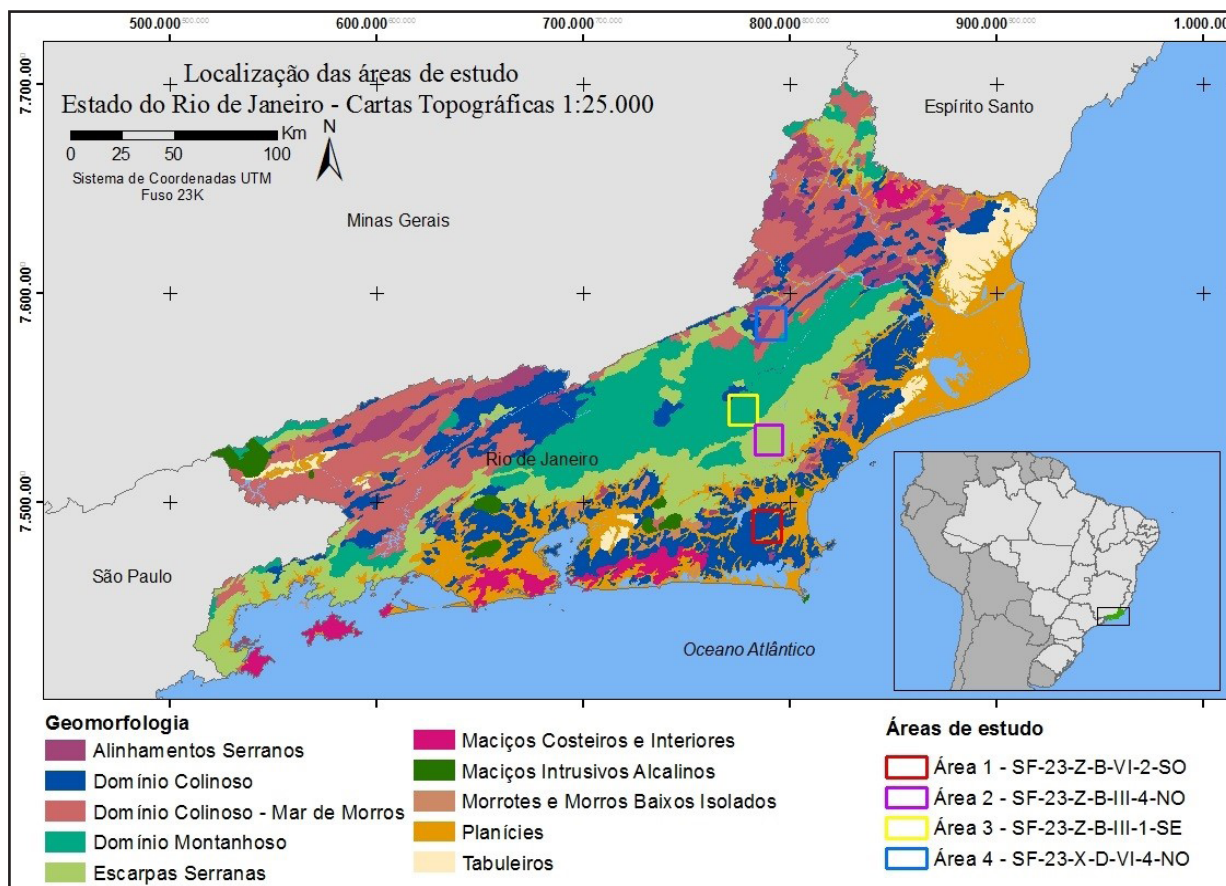 500.000
600.000
700.000
800.000
900.000
1.000.00
7.700.00
7.600.00
7.500.00
Localização das áreas de estudo
Estado do Rio de Janeiro - Cartas Topográficas 1:25.000
Km
0 25 50 100
N
Sistema de Coordenadas UTM
Fuso 23K
Espírito Santo
Minas Gerais
Rio de Janeiro
São Paulo
Oceano Atlântico
Geomorfologia
Alinhamentos Serranos
Domínio Colinoso
Domínio Colinoso - Mar de Morros
Domínio Montanhoso
Escarpas Serranas
Maciços Costeiros e Interiores
Maciços Intrusivos Alcalinos
Morrotes e Morros Baixos Isolados
Planícies
Tabuleiros
Áreas de estudo
Área 1 - SF-23-Z-B-VI-2-SO
Área 2 - SF-23-Z-B-III-4-NO
Área 3 - SF-23-Z-B-III-1-SE
Área 4 - SF-23-X-D-VI-4-NO